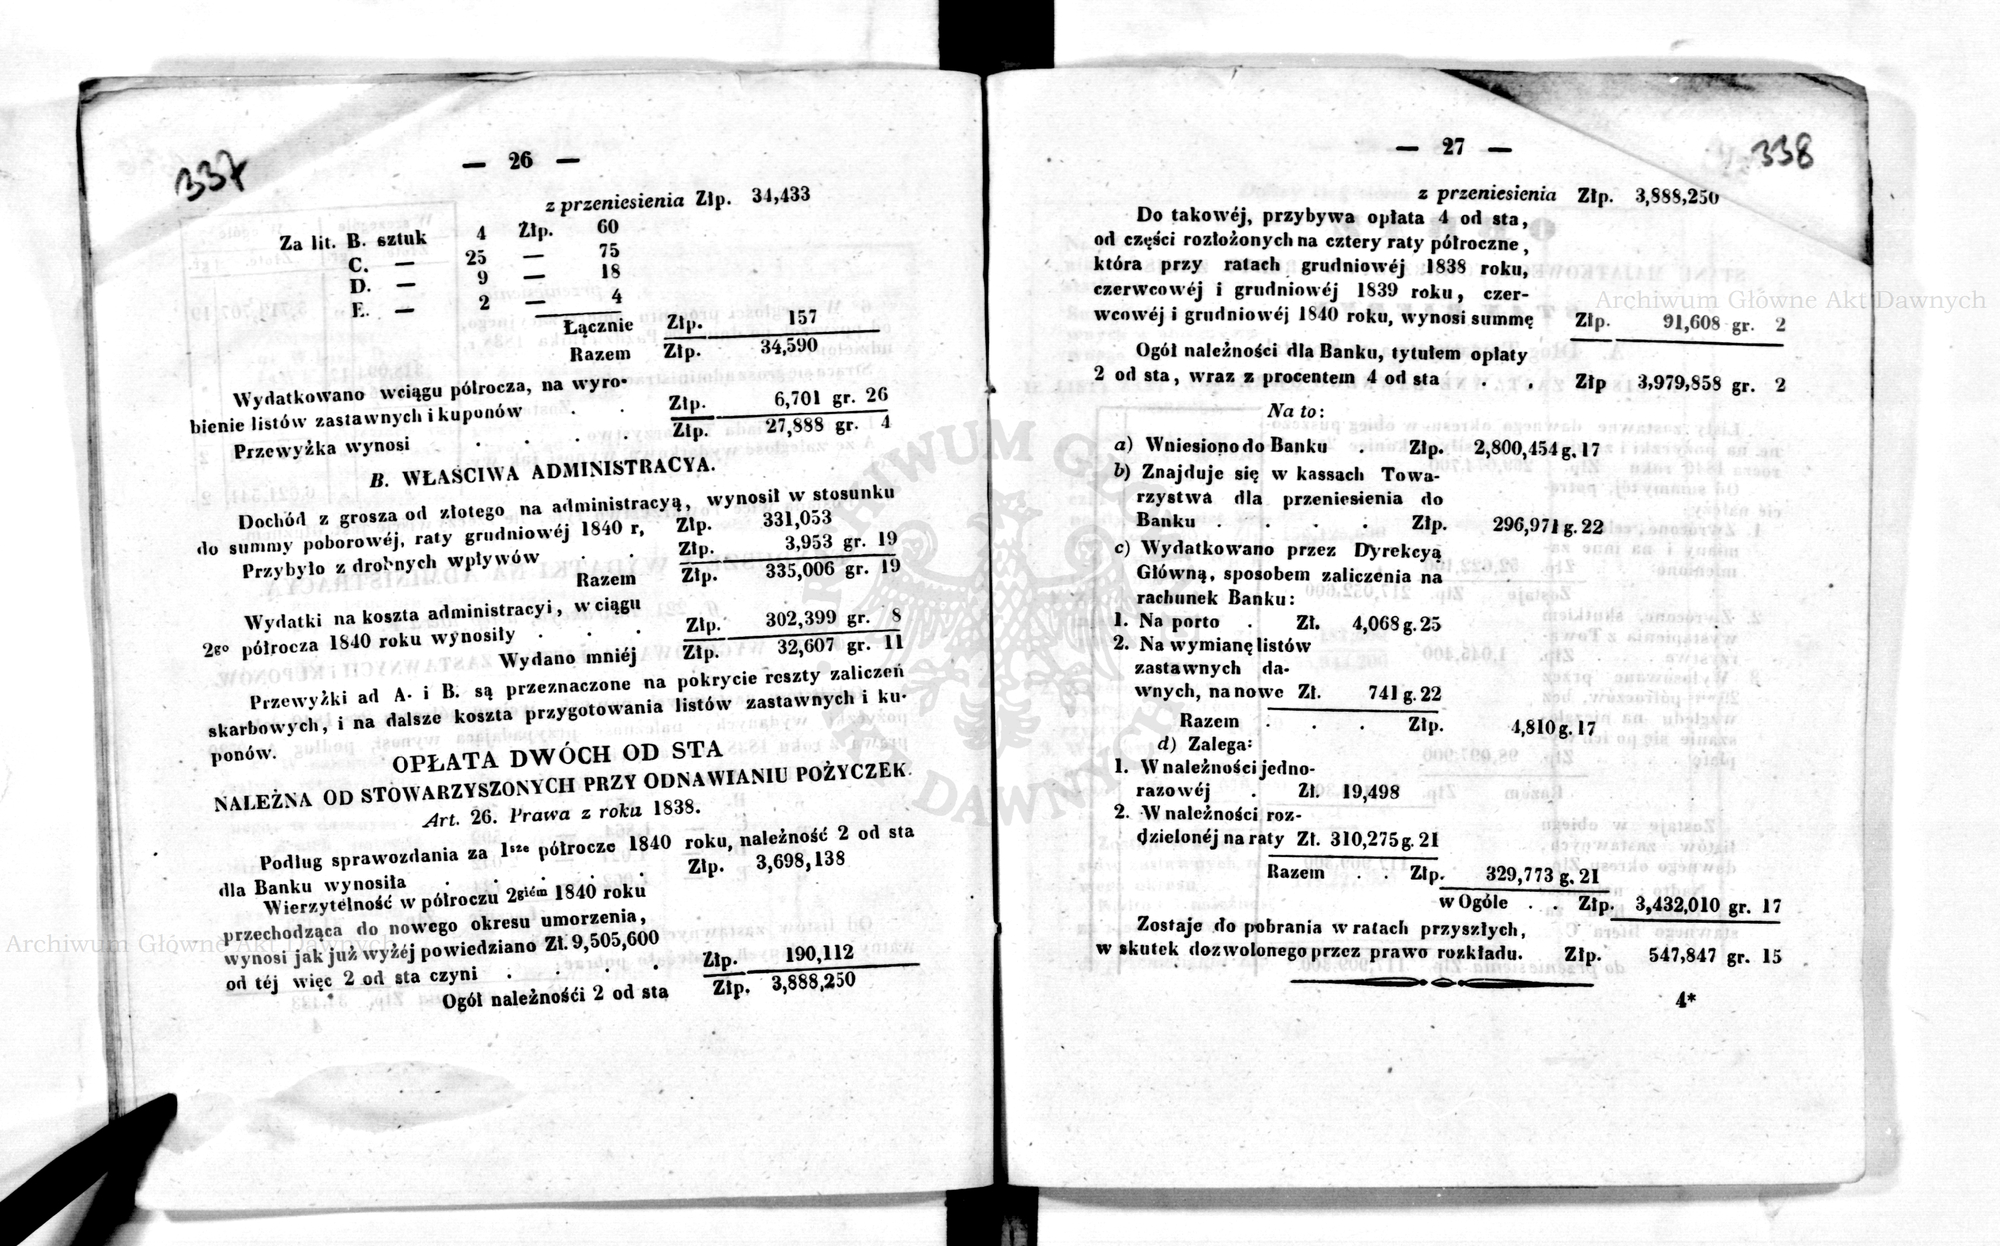 337
— 26 —
z przeniesienia Złp. 34,433
Za lit. B. sztuk 4 Złp. 60
C. — 25 — 75
D. — 9 — 18
E. — 2 — 4
Łącznie Złp. 157
Razem Złp. 34,590
Wydatkowano wciągu półrocza, na wyro-
bienie listów zastawnych i kuponów . . Złp. 6,701 gr. 26
Przewyżka wynosi . . . . Złp. 27,888 gr. 4
B. WŁAŚCIWA ADMINISTRACYA.
Dochód z grosza od złotego na administracyą, wynosił w stosunku
do summy poborowéj, raty grudniowéj 1840 r, Złp. 331,053
Przybyło z drobnych wpływów . . Złp. 3,953 gr. 19
Razem Złp. 335,006 gr. 19
Wydatki na koszta administracyi, w ciągu
2go półrocza 1840 roku wynosiły . . . Złp. 302,399 gr. 8
Wydano mniéj Złp. 32,607 gr. 11
Przewyżki ad A. i B. są przeznaczone na pokrycie reszty zaliczeń
skarbowych, i na dalsze koszta przygotowania listów zastawnych i ku-
ponów.
OPŁATA DWÓCH OD STA
NALEŻNA OD STOWARZYSZONYCH PRZY ODNAWIANIU POŻYCZEK.
Art. 26. Prawa z roku 1838.
Podług sprawozdania za 1sze półrocze 1840 roku, należność 2 od sta
dla Banku wynosiła . . . . . Złp. 3,698,138
Wierzytelność w półroczu 2giém 1840 roku
przechodząca do nowego okresu umorzenia,
wynosi jak już wyżéj powiedziano Zł. 9,505,600
od téj więc 2 od sta czyni . . . . Złp. 190,112
Ogół należnośći 2 od sta Złp. 3,888,250
338
— 27 —
z przeniesienia Złp. 3,888,250
Do takowéj, przybywa opłata 4 od sta,
od części rozłożonych na cztery raty półroczne,
która przy ratach grudniowéj 1838 roku,
czerwcowéj i grudniowéj 1839 roku, czer-
wcowéj i grudniowéj 1840 roku, wynosi summę Złp. 91,608 gr. 2
Ogół należności dla Banku, tytułem opłaty
2 od sta, wraz z procentem 4 od sta . . Złp 3,979,858 gr. 2
Na to:
a) Wniesiono do Banku . Złp. 2,800,454 g. 17
b) Znajduje się w kassach Towa-
rzystwa dla przeniesienia do
Banku . . . . Złp. 296,971 g. 22
c) Wydatkowano przez Dyrekcyą
Główną, sposobem zaliczenia na
rachunek Banku:
1. Na porto . Zł. 4,068 g. 25
2. Na wymianę listów
zastawnych da-
wnych, na nowe Zł. 741 g. 22
Razem . . . Złp. 4,810 g. 17
d) Zalega:
1. W należności jedno-
razowéj . Zł. 19,498
2. W należności roz-
dzielonéj na raty Zł. 310,275 g. 21
Razem . . Złp. 329,773 g. 21
w Ogóle . . Złp. 3,432,010 gr. 17
Zostaje do pobrania w ratach przyszłych,
w skutek dozwolonego przez prawo rozkładu. Złp. 547,847 gr. 15
4*
Archiwum Główne Akt Dawnych
Archiwum Główne Akt Dawnych
ARCHIWUM GŁÓWNE AKT DAWNYCH